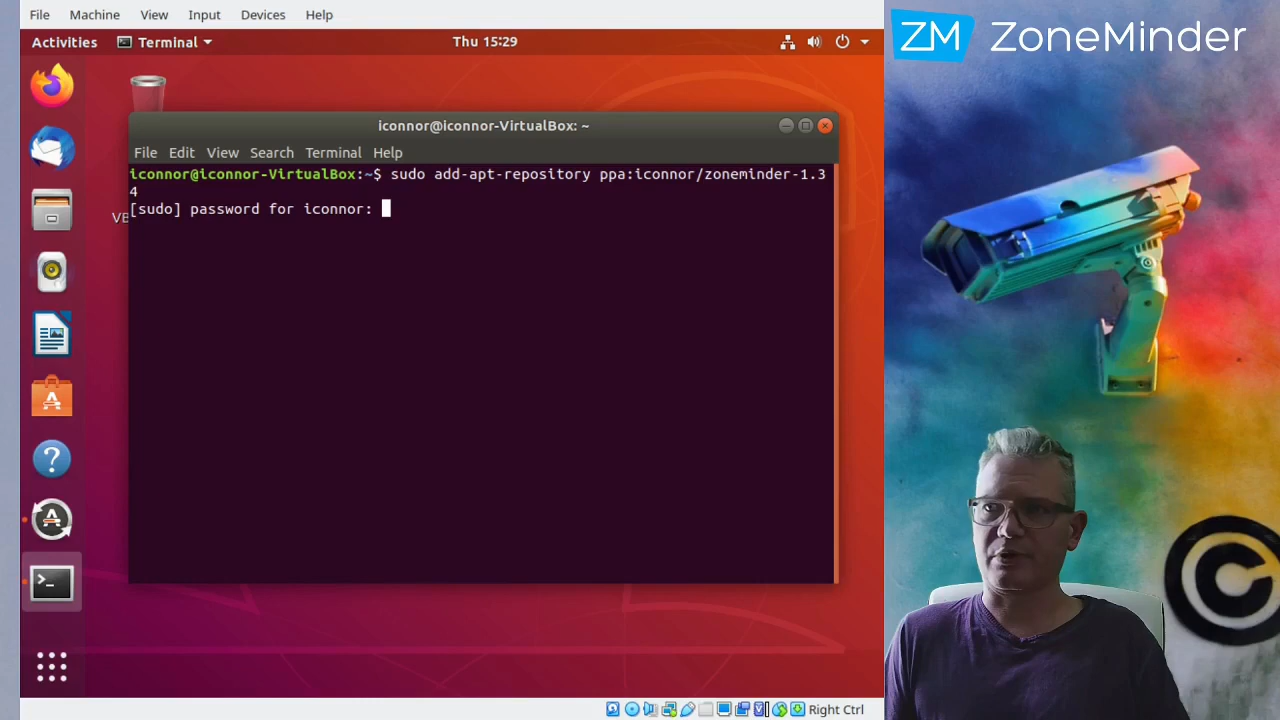 File Machine View Input Devices Help
Activities Terminal Thu 15:29
iconnor@iconnor-VirtualBox: ~
File Edit View Search Terminal Help
iconnor@iconnor-VirtualBox:~$ sudo add-apt-repository ppa:iconnor/zoneminder-1.3
4
[sudo] password for iconnor:
VB
Right Ctrl
ZM ZoneMinder